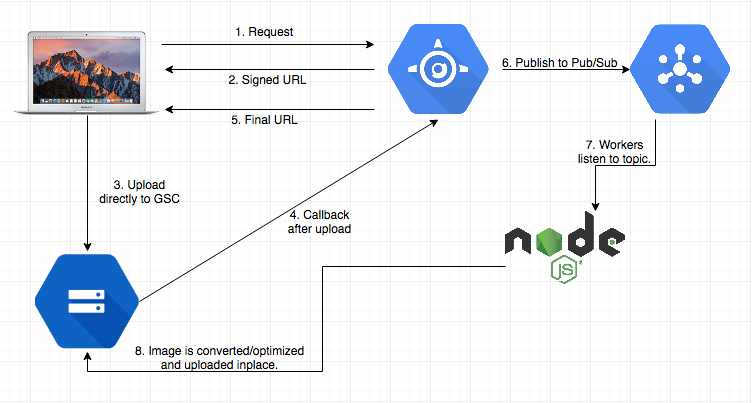 1. Request
2. Signed URL
5. Final URL
6. Publish to Pub/Sub
7. Workers
listen to topic.
3. Upload
directly to GSC
4. Callback
after upload
node
JS
8. Image is converted/optimized
and uploaded inplace.